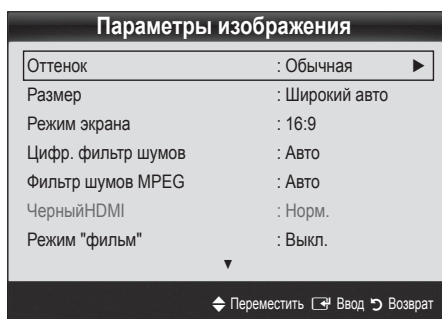 Параметры изображения
Оттенок : Обычная ►
Размер : Широкий авто
Режим экрана : 16:9
Цифр. фильтр шумов : Авто
Фильтр шумов MPEG : Авто
ЧерныйHDMI : Норм.
Режим "фильм" : Выкл.
▼
Переместить Ввод Возврат